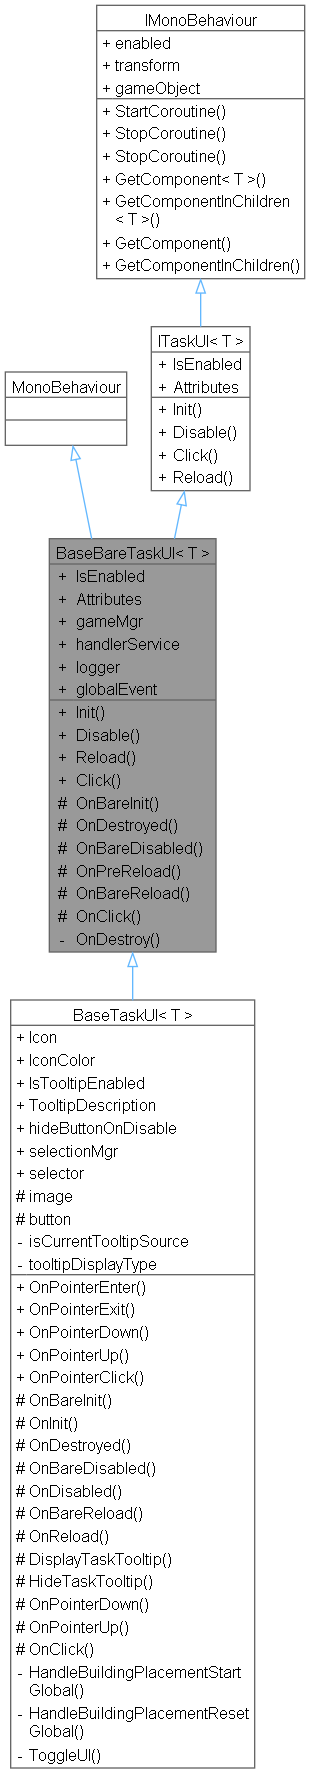 IMonoBehaviour
+ enabled
+ transform
+ gameObject
+ StartCoroutine()
+ StopCoroutine()
+ StopCoroutine()
+ GetComponent< T >()
+ GetComponentInChildren
< T >()
+ GetComponent()
+ GetComponentInChildren()
ITaskUI< T >
+ IsEnabled
+ Attributes
+ Init()
+ Disable()
+ Click()
+ Reload()
MonoBehaviour
BaseBareTaskUI< T >
+ IsEnabled
+ Attributes
+ gameMgr
+ handlerService
+ logger
+ globalEvent
+ Init()
+ Disable()
+ Reload()
+ Click()
# OnBareInit()
# OnDestroyed()
# OnBareDisabled()
# OnPreReload()
# OnBareReload()
# OnClick()
- OnDestroy()
BaseTaskUI< T >
+ Icon
+ IconColor
+ IsTooltipEnabled
+ TooltipDescription
+ hideButtonOnDisable
+ selectionMgr
+ selector
# image
# button
- isCurrentTooltipSource
- tooltipDisplayType
+ OnPointerEnter()
+ OnPointerExit()
+ OnPointerDown()
+ OnPointerUp()
+ OnPointerClick()
# OnBareInit()
# OnInit()
# OnDestroyed()
# OnBareDisabled()
# OnDisabled()
# OnBareReload()
# OnReload()
# DisplayTaskTooltip()
# HideTaskTooltip()
# OnPointerDown()
# OnPointerUp()
# OnClick()
- HandleBuildingPlacementStart
Global()
- HandleBuildingPlacementReset
Global()
- ToggleUI()